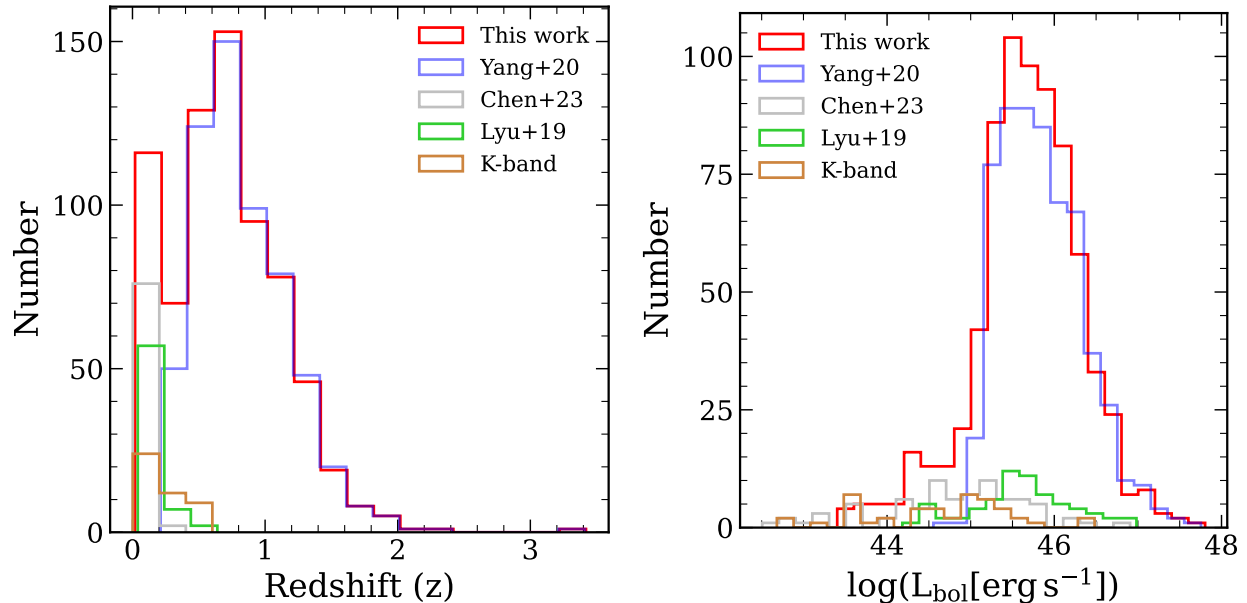 150
100
50
0
Number
0
1
2
3
Redshift (z)
This work
Yang+20
Chen+23
Lyu+19
K-band
100
75
50
25
0
Number
44
46
48
log(L_bol[erg s⁻¹])
This work
Yang+20
Chen+23
Lyu+19
K-band